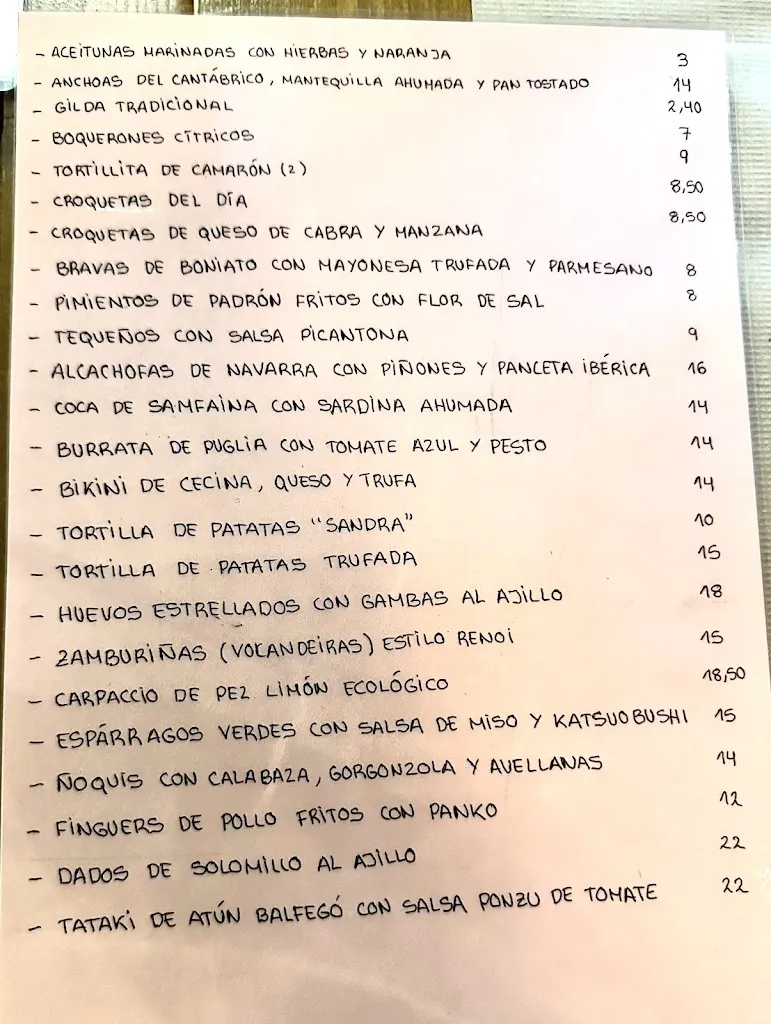 - ACEITUNAS MARINADAS CON HIERBAS Y NARANJA 3
- ANCHOAS DEL CANTÁBRICO, MANTEQUILLA AHUMADA Y PAN TOSTADO 14
- GILDA TRADICIONAL 2,40
- BOQUERONES CÍTRICOS 7
- TORTILLITA DE CAMARÓN (2) 9
- CROQUETAS DEL DÍA 8,50
- CROQUETAS DE QUESO DE CABRA Y MANZANA 8,50
- BRAVAS DE BONIATO CON MAYONESA TRUFADA Y PARMESANO 8
- PIMIENTOS DE PADRÓN FRITOS CON FLOR DE SAL 8
- TEQUEÑOS CON SALSA PICANTONA 9
- ALCACHOFAS DE NAVARRA CON PIÑONES Y PANCETA IBÉRICA 16
- COCA DE SAMFAINA CON SARDINA AHUMADA 14
- BURRATA DE PUGLIA CON TOMATE AZUL Y PESTO 14
- BIKINI DE CECINA, QUESO Y TRUFA 14
- TORTILLA DE PATATAS "SANDRA" 10
- TORTILLA DE PATATAS TRUFADA 15
- HUEVOS ESTRELLADOS CON GAMBAS AL AJILLO 18
- ZAMBURIÑAS (VOLANDEIRAS) ESTILO RENOI 15
- CARPACCIO DE PEZ LIMÓN ECOLÓGICO 18,50
- ESPÁRRAGOS VERDES CON SALSA DE MISO Y KATSUOBUSHI 15
- ÑOQUIS CON CALABAZA, GORGONZOLA Y AVELLANAS 14
- FINGUERS DE POLLO FRITOS CON PANKO 12
- DADOS DE SOLOMILLO AL AJILLO 22
- TATAKI DE ATÚN BALFEGÓ CON SALSA PONZU DE TOMATE 22